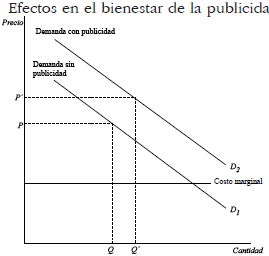 Efectos en el bienestar de la publicida
Precio
Demanda con publicidad
Demanda sin
publicidad
P'
P
D2
Costo marginal
D1
Q Q'
Cantidad